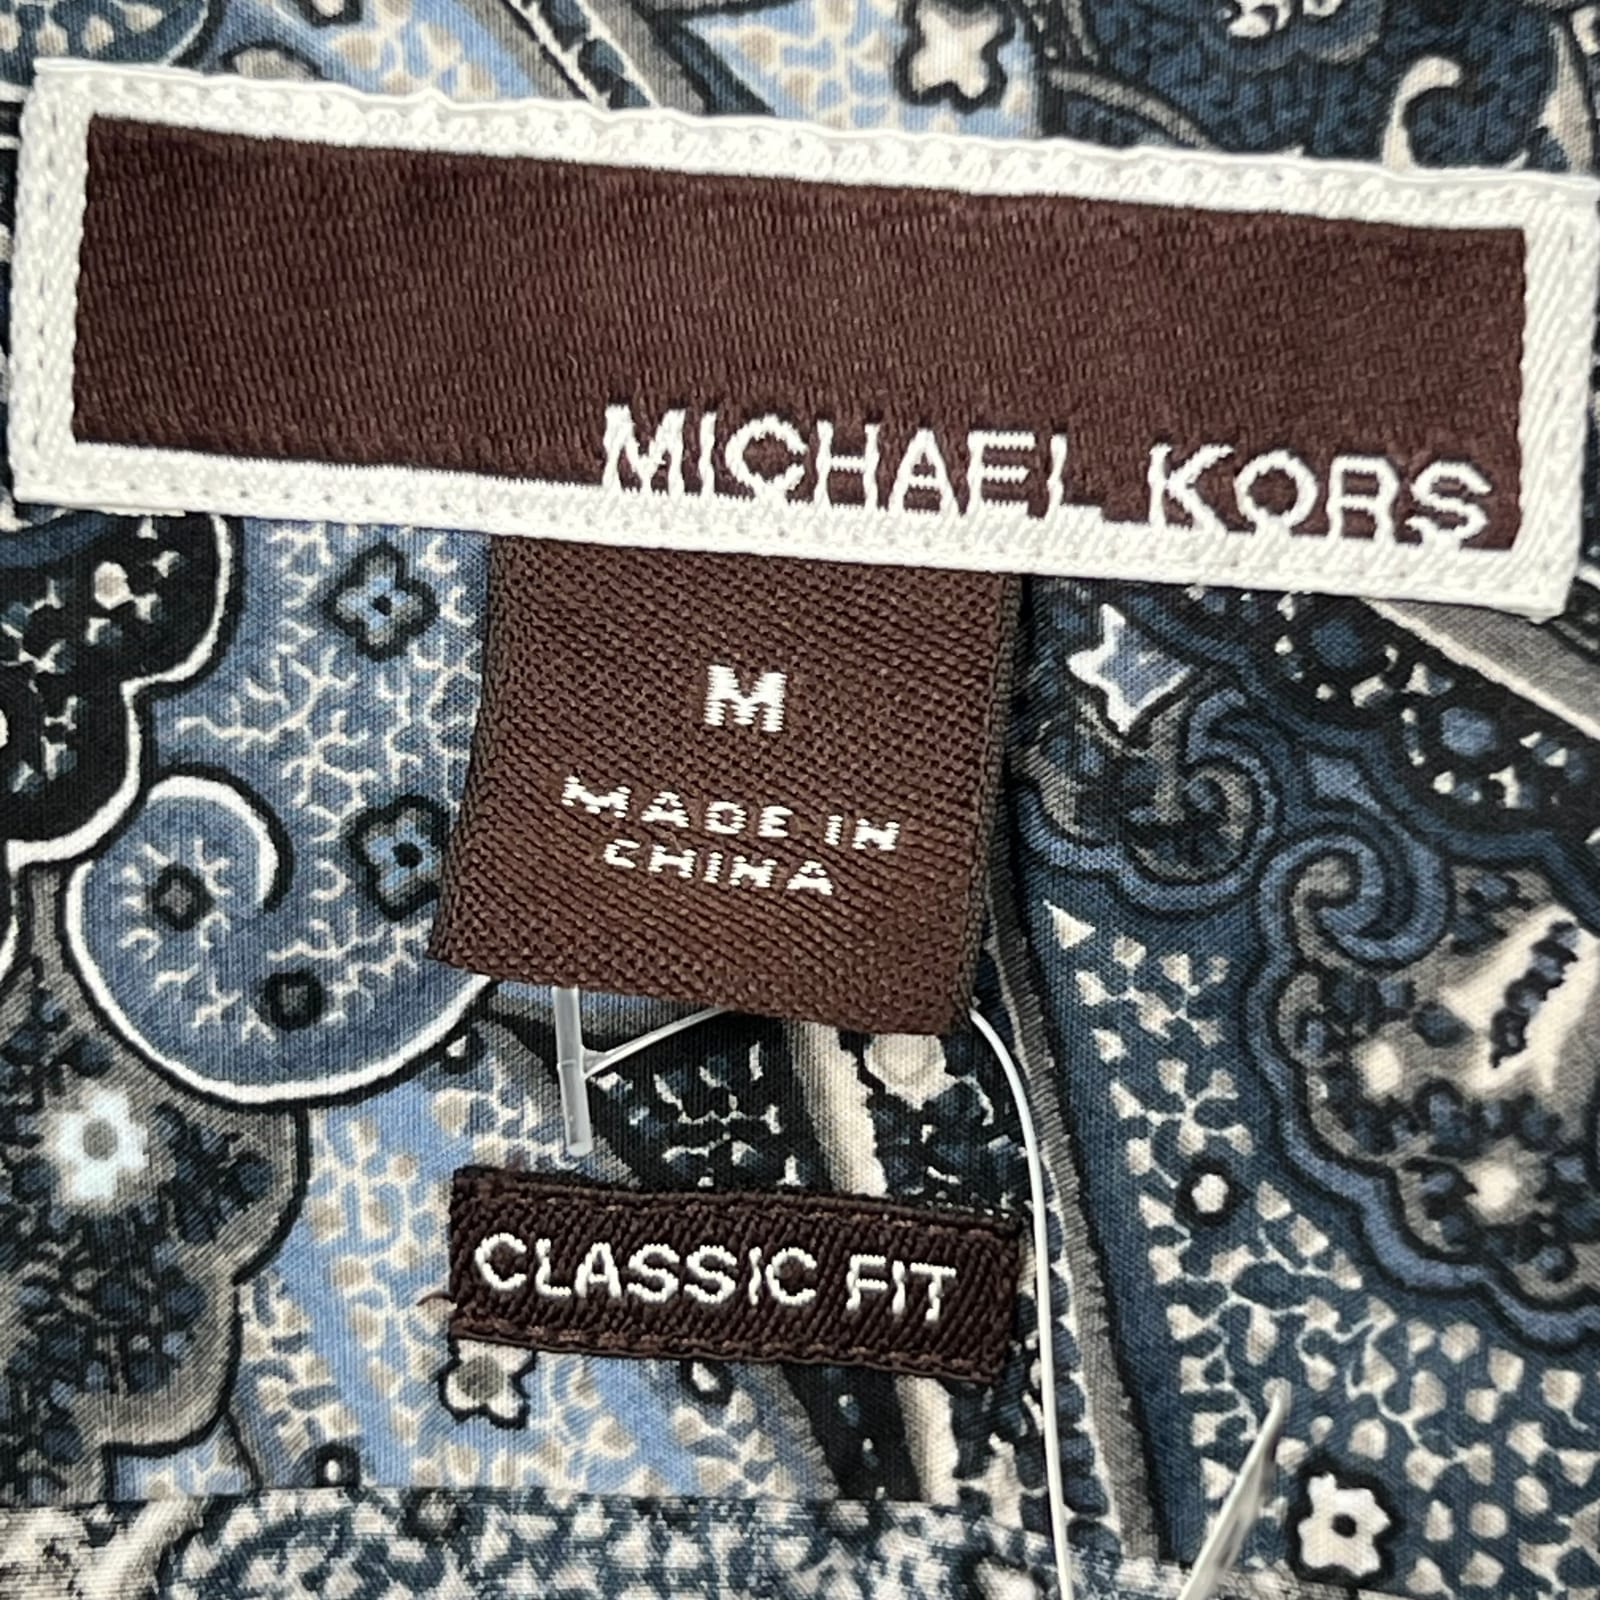 MICHAEL KORS
M
MADE IN
CHINA
CLASSIC FIT